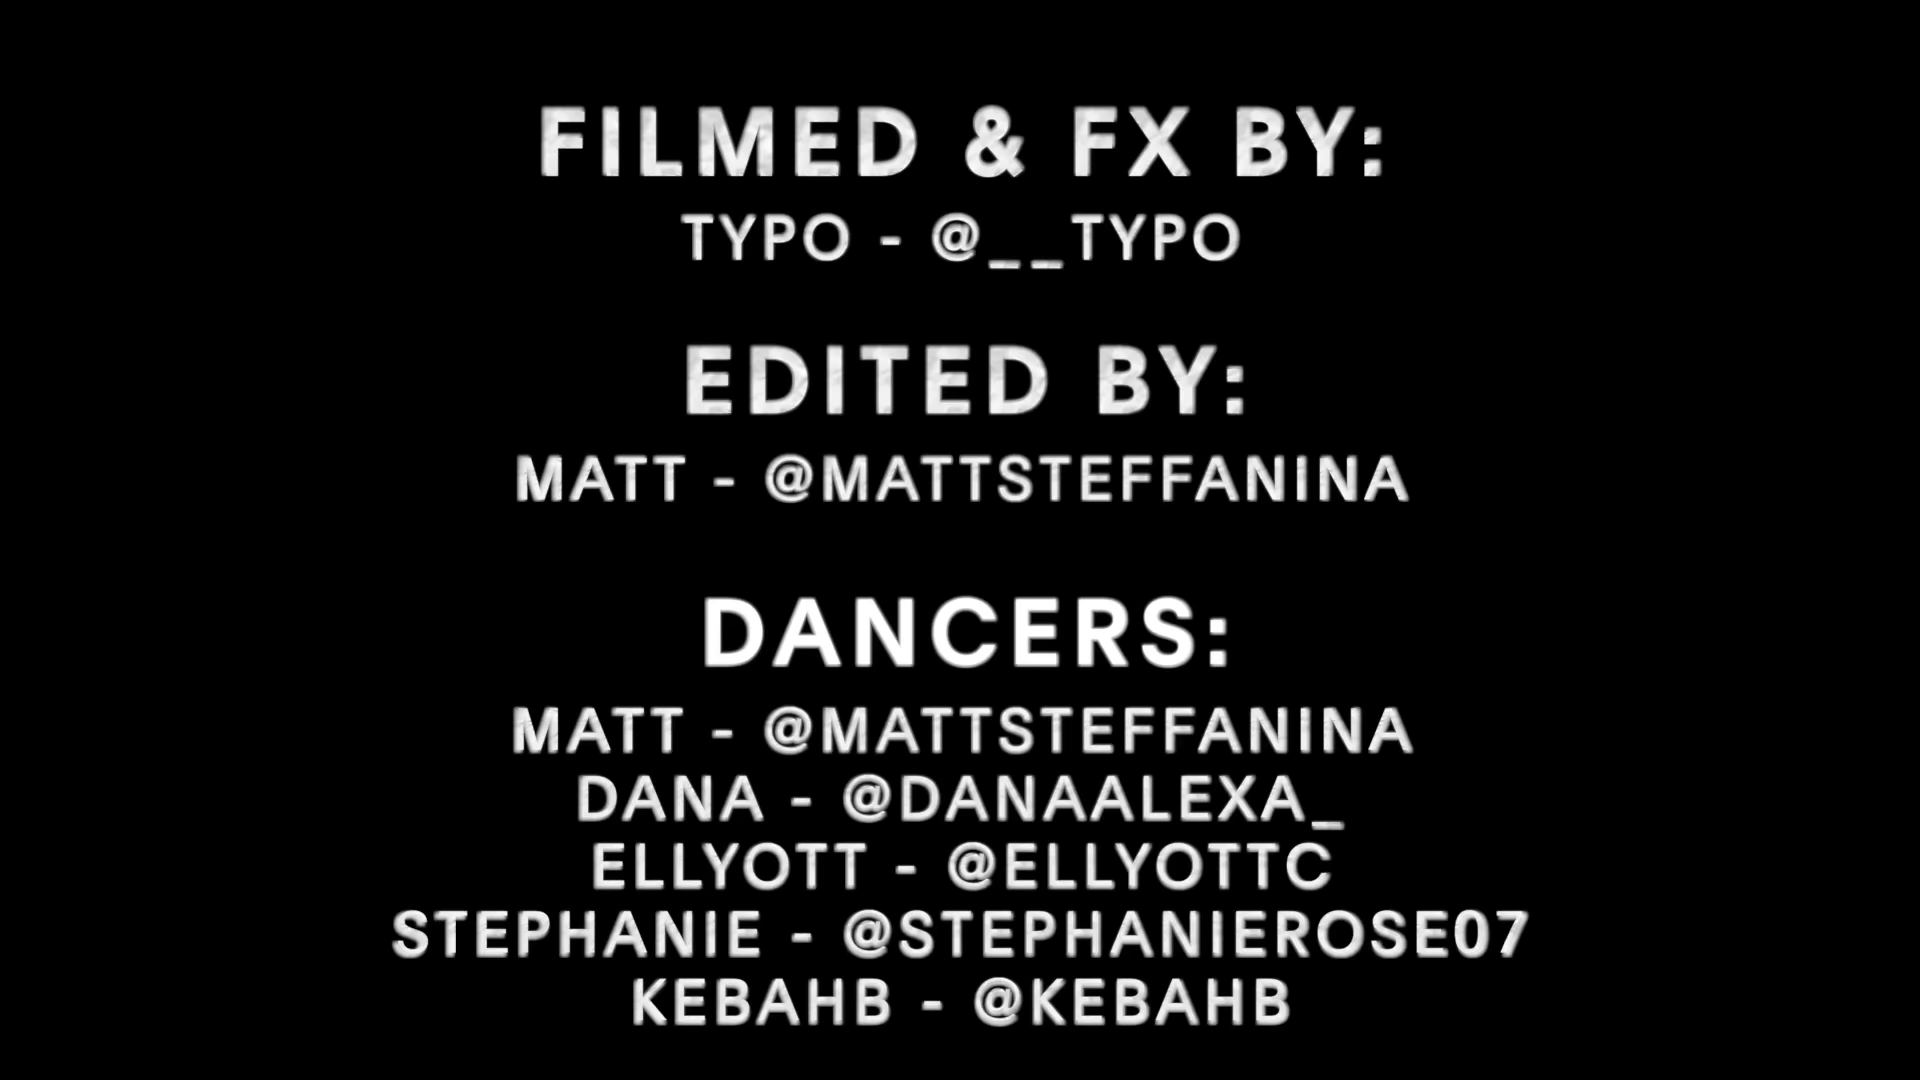 FILMED & FX BY:
TYPO - @__TYPO
EDITED BY:
MATT - @MATTSTEFFANINA
DANCERS:
MATT - @MATTSTEFFANINA
DANA - @DANAALEXA_
ELLYOTT - @ELLYOTTC
STEPHANIE - @STEPHANIEROSE07
KEBAHB - @KEBAHB